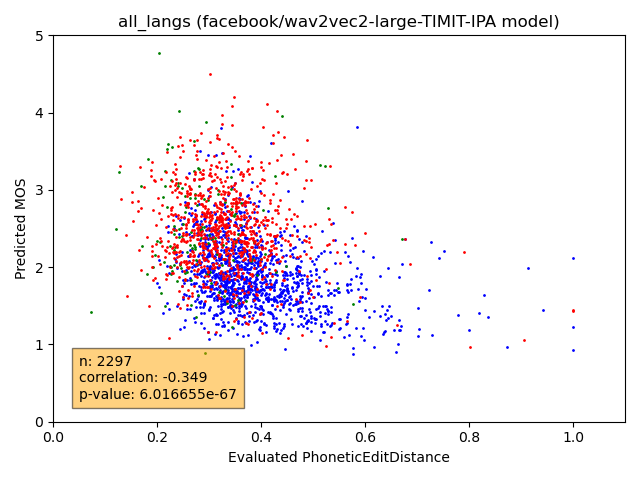 all_langs (facebook/wav2vec2-large-TIMIT-IPA model)
5
4
3
2
1
0
Predicted MOS
n: 2297
correlation: -0.349
p-value: 6.016655e-67
0.0 0.2 0.4 0.6 0.8 1.0
Evaluated PhoneticEditDistance